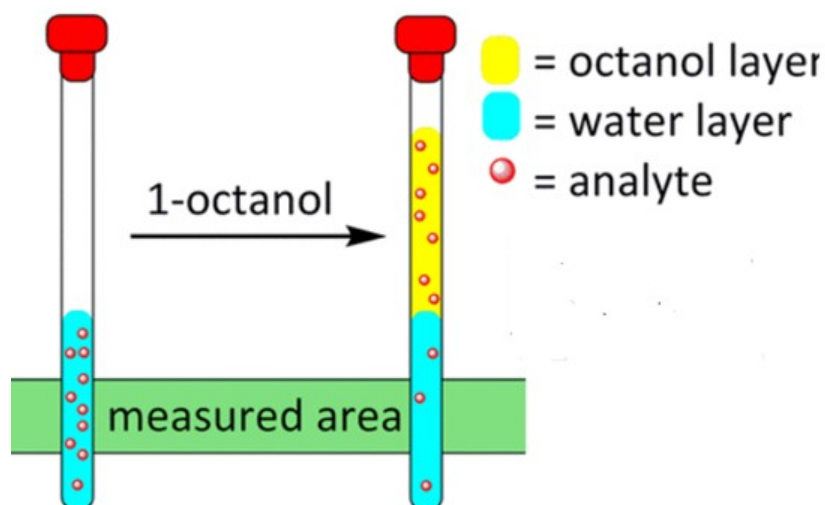 = octanol layer
= water layer
= analyte
1-octanol
measured area